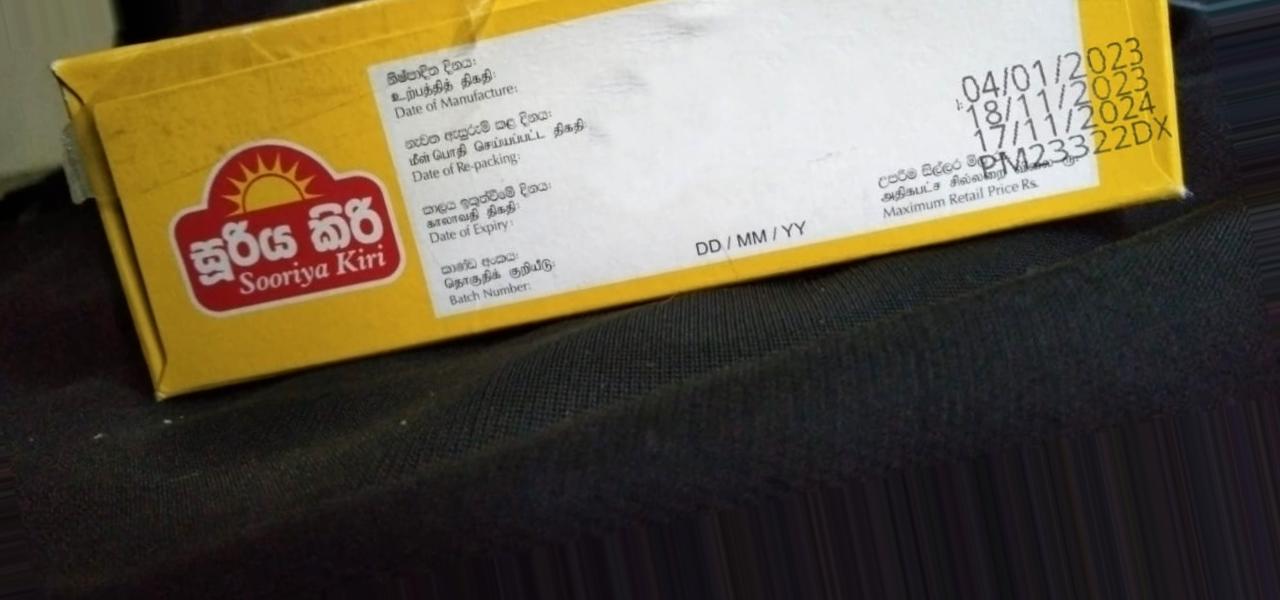 සූරිය කිරි
Sooriya Kiri
නිෂ්පාදිත දිනය:
உற்பத்தித் திகதி:
Date of Manufacture:
නැවත ඇසුරුම් කළ දිනය:
மீள் பொதி செய்யப்பட்ட திகதி:
Date of Re-packing:
කාලය ඉකුත්වීමේ දිනය:
காலாவதி திகதி:
Date of Expiry:
කාණ්ඩ අංකය:
தொகுதிக் குறியீடு:
Batch Number:
DD / MM / YY
04/01/2023
18/11/2023
17/11/2024
PM23322DX
උපරිම සිල්ලර
அதிகபட்ச சில்லறை விலை ரூ.
Maximum Retail Price Rs.